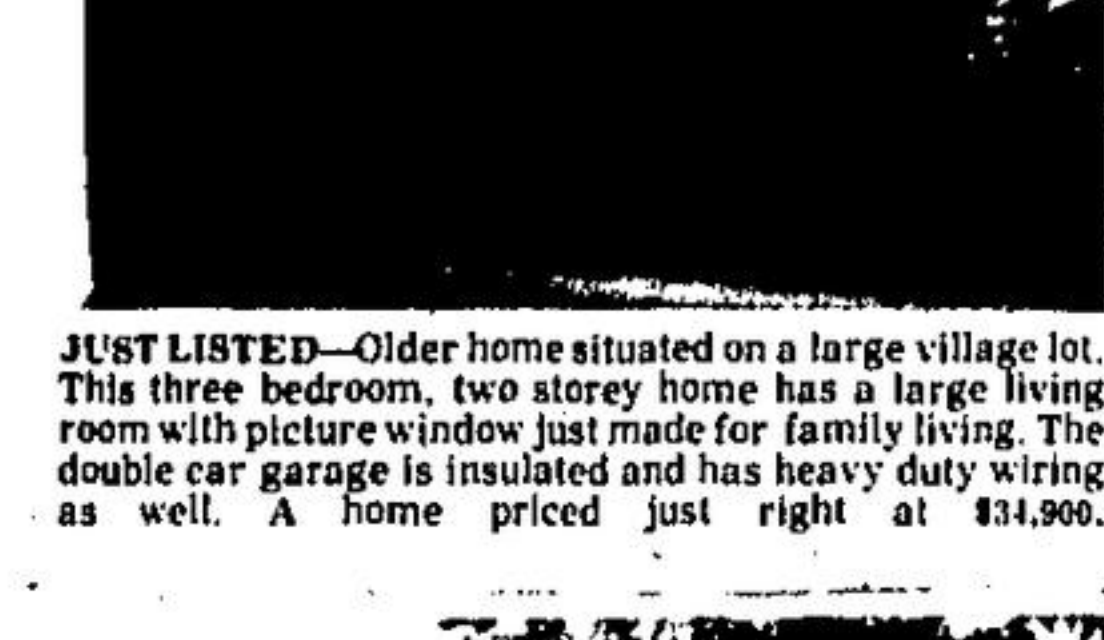 JUST LISTED—Older home situated on a large village lot.
This three bedroom, two storey home has a large living
room with picture window just made for family living. The
double car garage is insulated and has heavy duty wiring
as well. A home priced just right at $34,900.